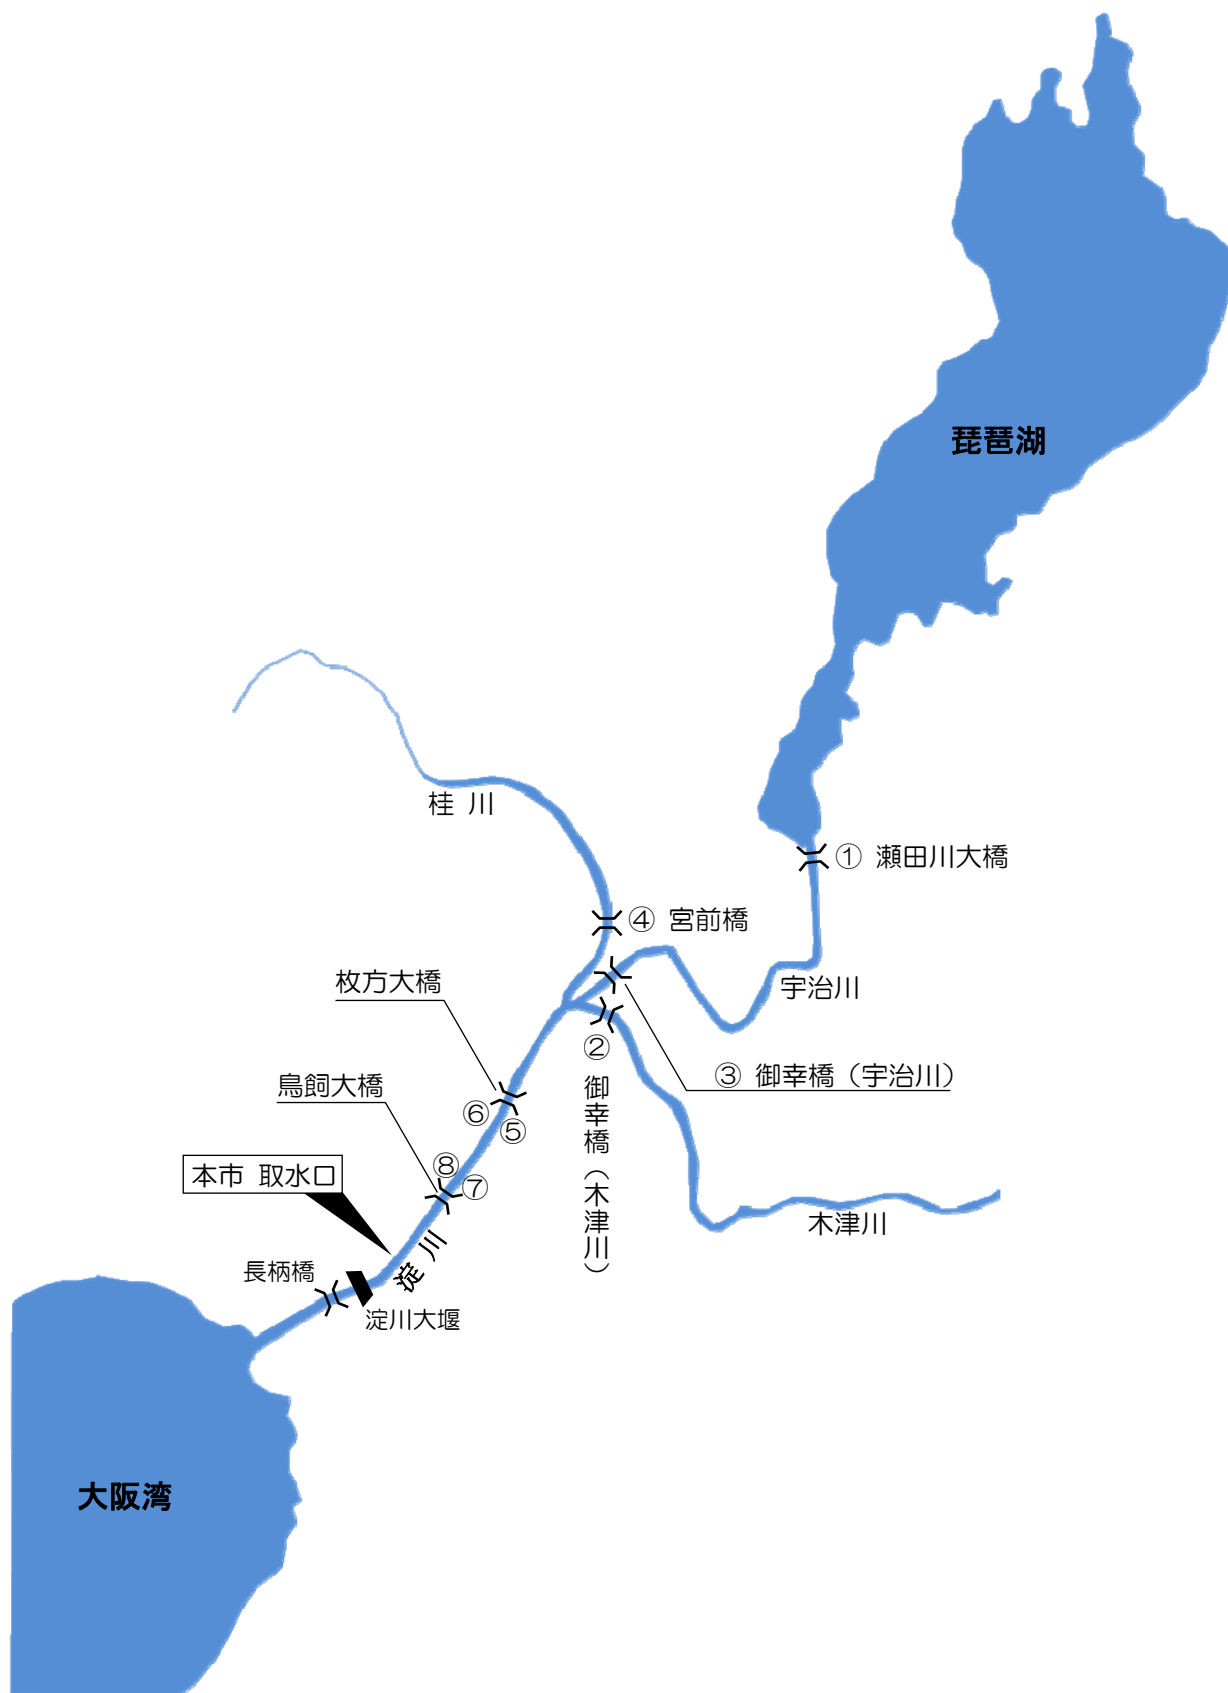 琵琶湖
桂 川
① 瀬田川大橋
④ 宮前橋
枚方大橋
宇治川
② 御幸橋（木津川）
③ 御幸橋（宇治川）
鳥飼大橋
⑥
⑤
本市 取水口
⑧
⑦
木津川
淀 川
長柄橋
淀川大堰
大阪湾